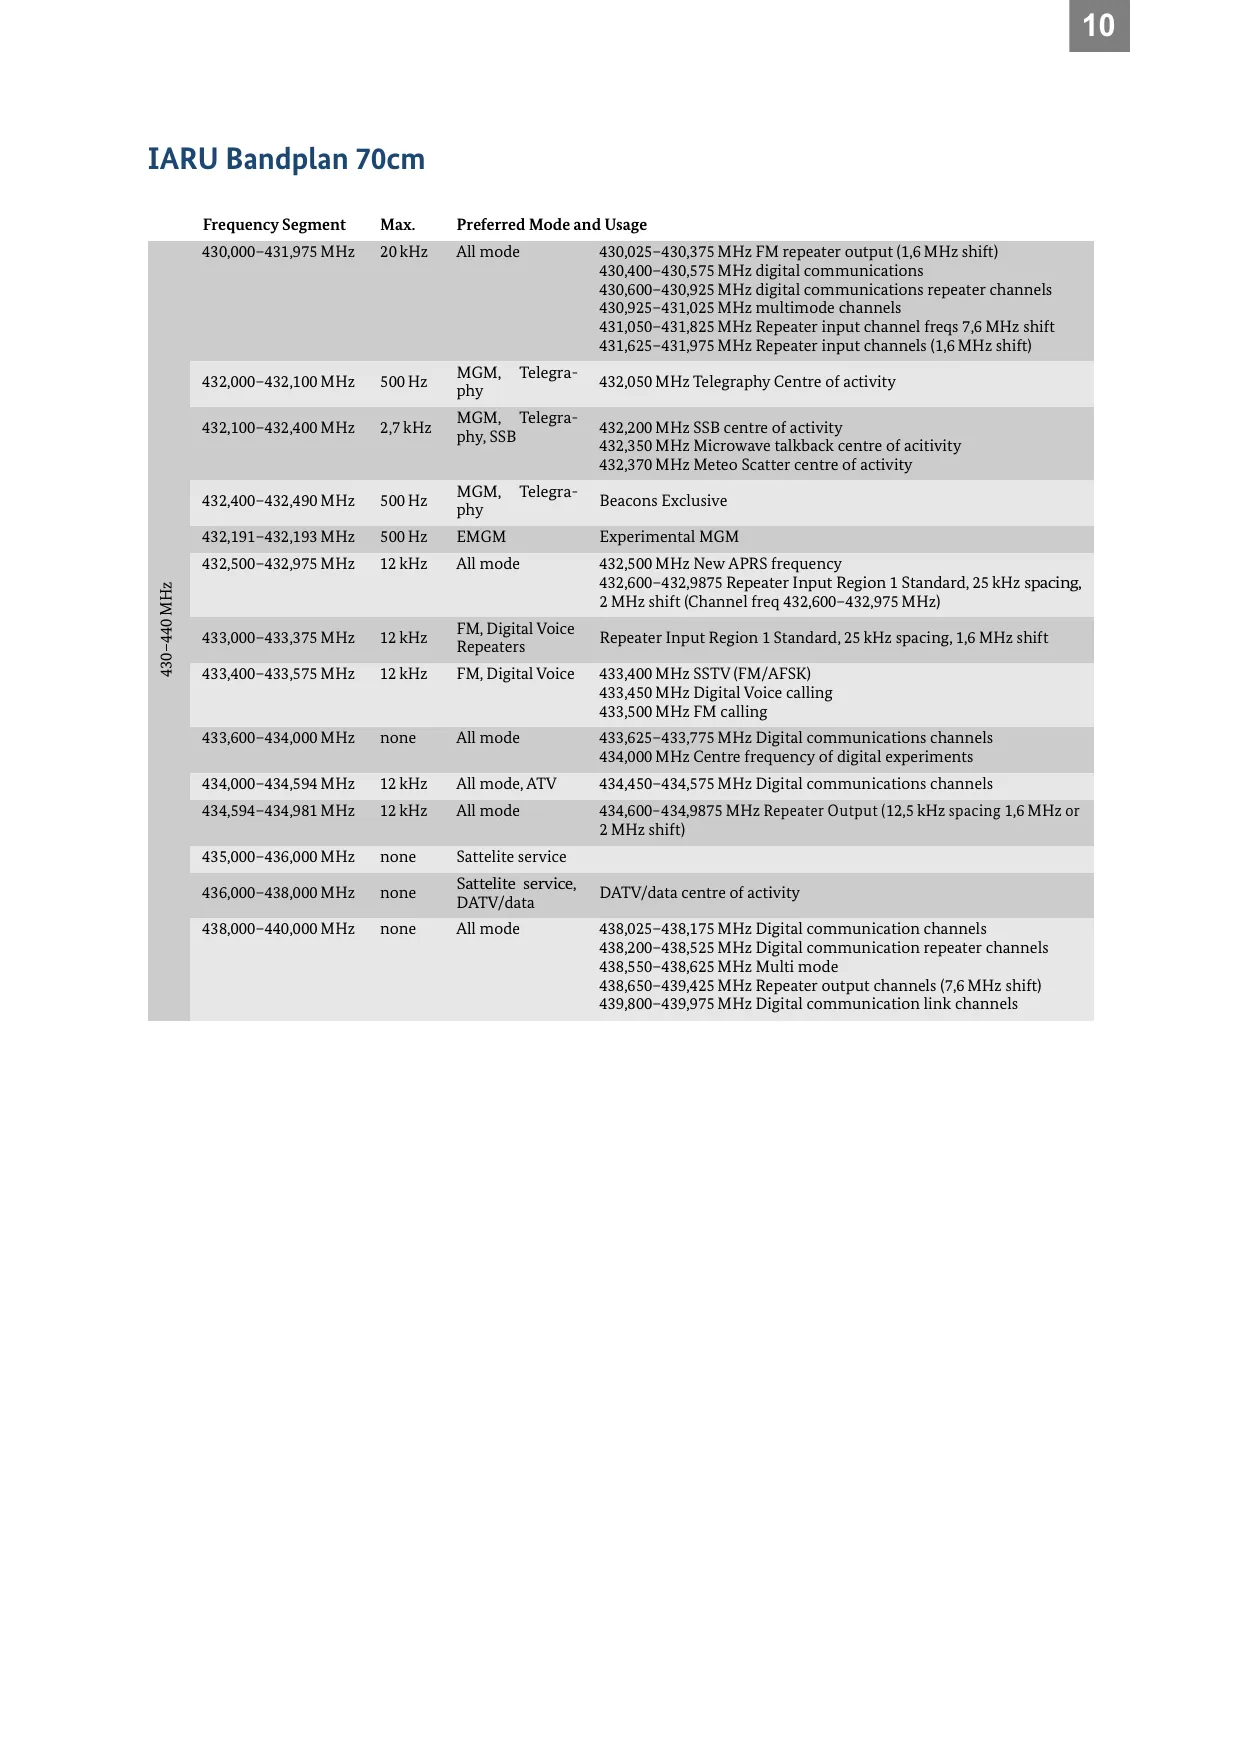 10
IARU Bandplan 70cm
Frequency Segment Max. Preferred Mode and Usage
430–440 MHz
430,000–431,975 MHz 20 kHz All mode 430,025–430,375 MHz FM repeater output (1,6 MHz shift)
430,400–430,575 MHz digital communications
430,600–430,925 MHz digital communications repeater channels
430,925–431,025 MHz multimode channels
431,050–431,825 MHz Repeater input channel freqs 7,6 MHz shift
431,625–431,975 MHz Repeater input channels (1,6 MHz shift)
432,000–432,100 MHz 500 Hz MGM, Telegra-
phy 432,050 MHz Telegraphy Centre of activity
432,100–432,400 MHz 2,7 kHz MGM, Telegra-
phy, SSB 432,200 MHz SSB centre of activity
432,350 MHz Microwave talkback centre of acitivity
432,370 MHz Meteo Scatter centre of activity
432,400–432,490 MHz 500 Hz MGM, Telegra-
phy Beacons Exclusive
432,191–432,193 MHz 500 Hz EMGM Experimental MGM
432,500–432,975 MHz 12 kHz All mode 432,500 MHz New APRS frequency
432,600–432,9875 Repeater Input Region 1 Standard, 25 kHz spacing,
2 MHz shift (Channel freq 432,600–432,975 MHz)
433,000–433,375 MHz 12 kHz FM, Digital Voice
Repeaters Repeater Input Region 1 Standard, 25 kHz spacing, 1,6 MHz shift
433,400–433,575 MHz 12 kHz FM, Digital Voice 433,400 MHz SSTV (FM/AFSK)
433,450 MHz Digital Voice calling
433,500 MHz FM calling
433,600–434,000 MHz none All mode 433,625–433,775 MHz Digital communications channels
434,000 MHz Centre frequency of digital experiments
434,000–434,594 MHz 12 kHz All mode, ATV 434,450–434,575 MHz Digital communications channels
434,594–434,981 MHz 12 kHz All mode 434,600–434,9875 MHz Repeater Output (12,5 kHz spacing 1,6 MHz or
2 MHz shift)
435,000–436,000 MHz none Sattelite service
436,000–438,000 MHz none Sattelite service,
DATV/data DATV/data centre of activity
438,000–440,000 MHz none All mode 438,025–438,175 MHz Digital communication channels
438,200–438,525 MHz Digital communication repeater channels
438,550–438,625 MHz Multi mode
438,650–439,425 MHz Repeater output channels (7,6 MHz shift)
439,800–439,975 MHz Digital communication link channels